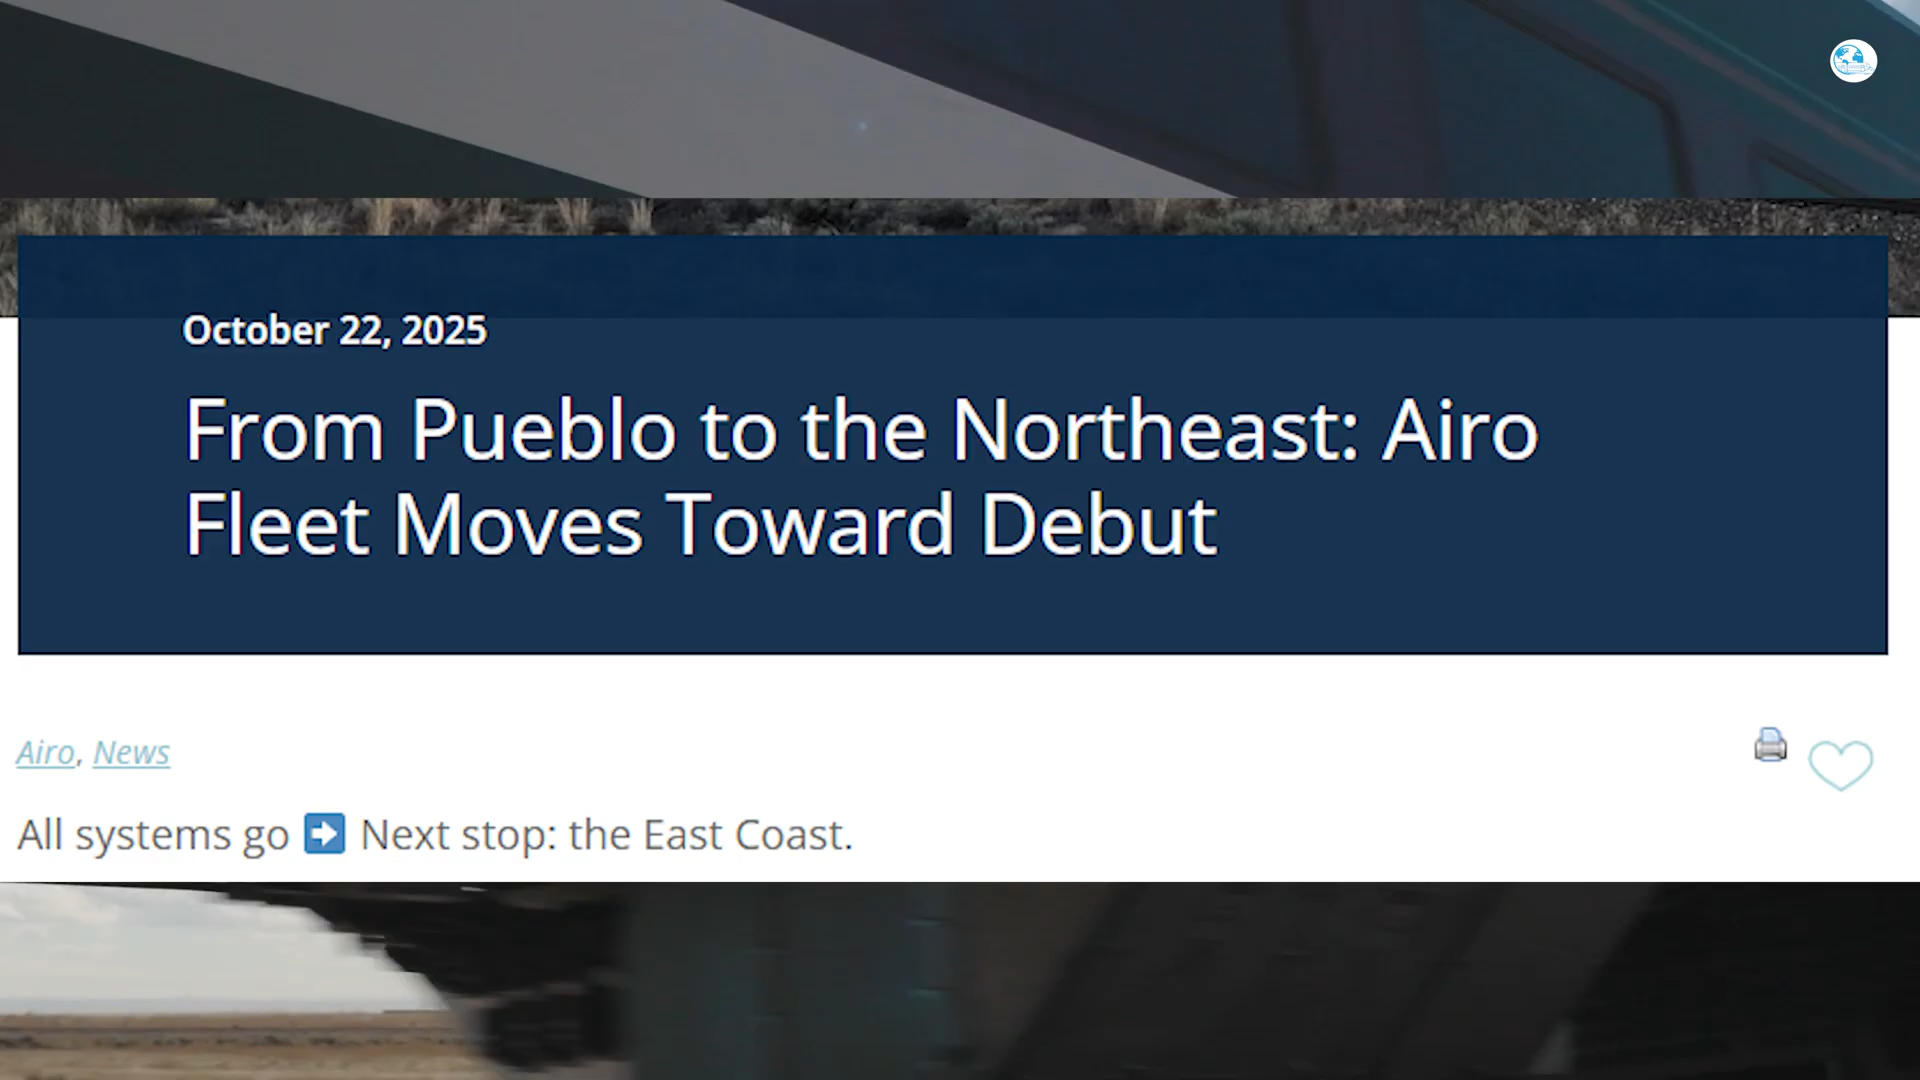 October 22, 2025
From Pueblo to the Northeast: Airo
Fleet Moves Toward Debut
Airo, News
All systems go ➡️ Next stop: the East Coast.